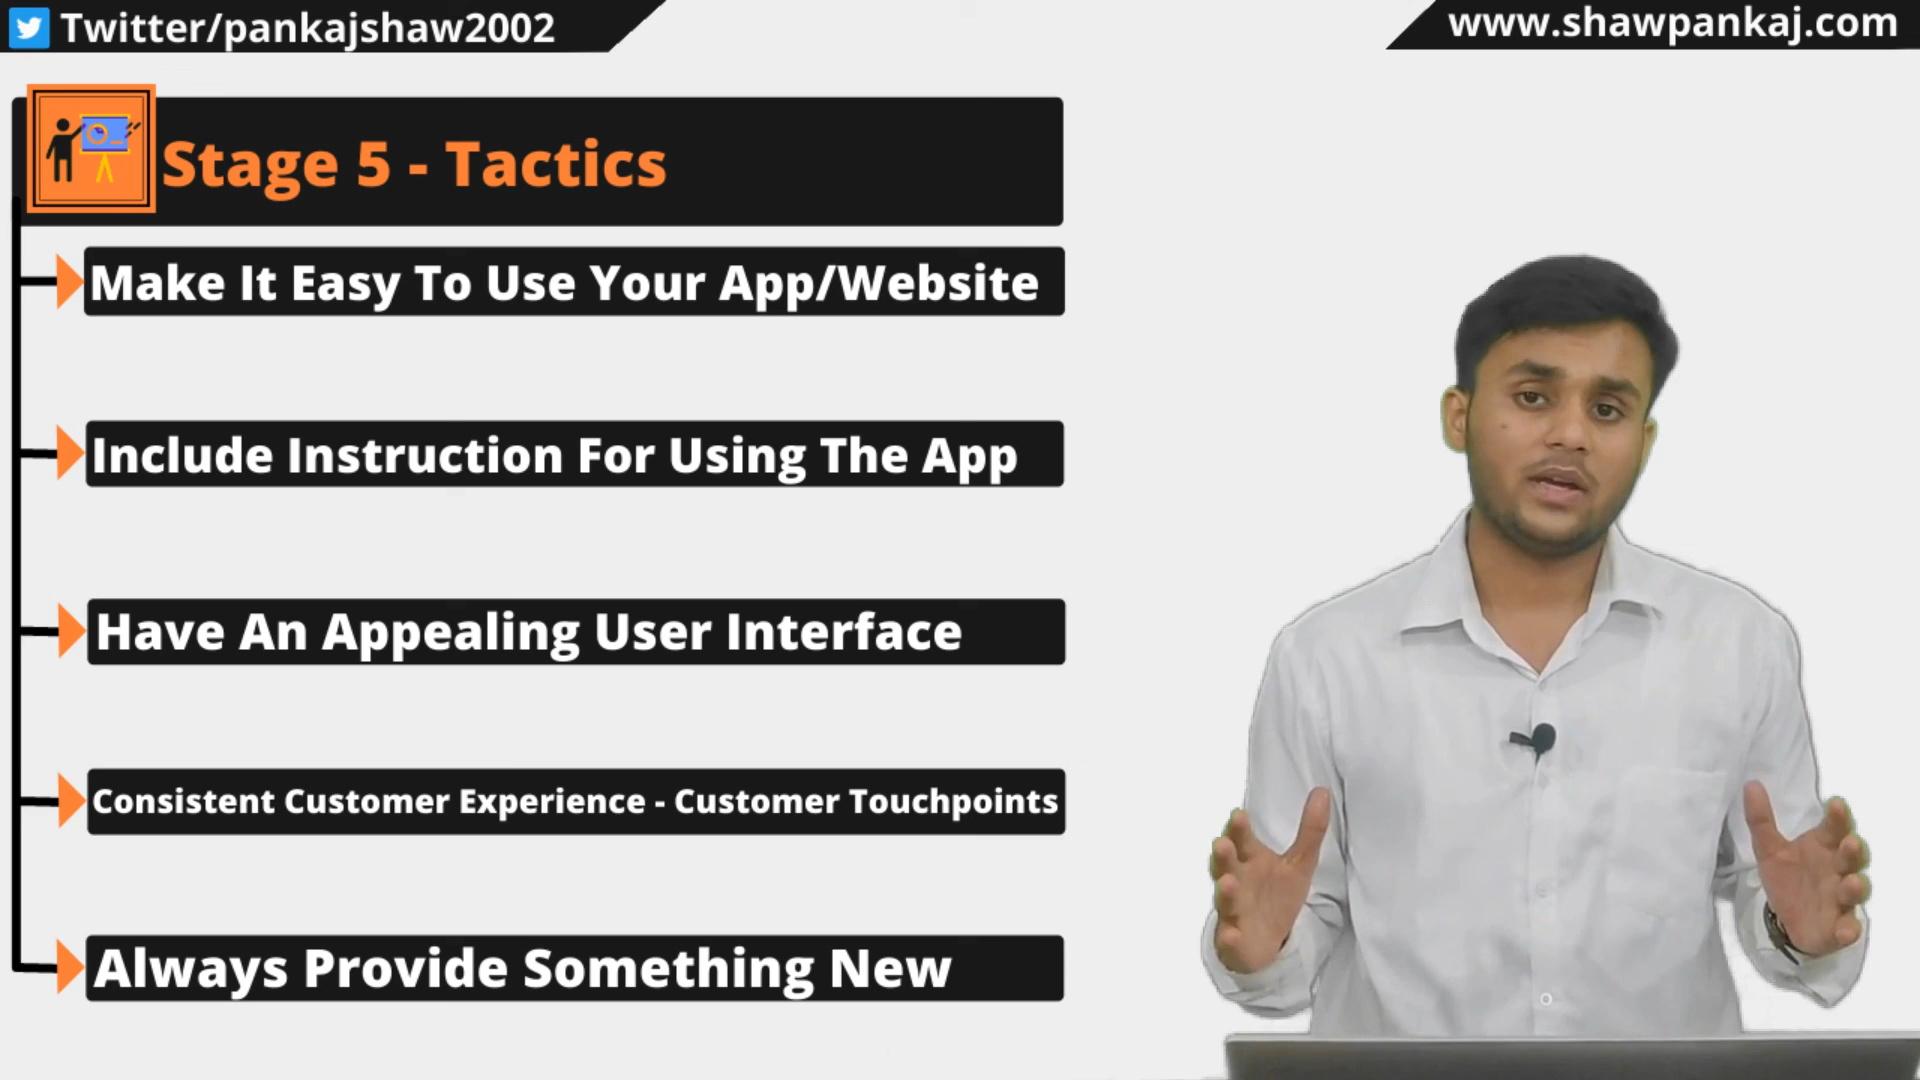 Twitter/pankajshaw2002
www.shawpankaj.com
Stage 5 - Tactics
Make It Easy To Use Your App/Website
Include Instruction For Using The App
Have An Appealing User Interface
Consistent Customer Experience - Customer Touchpoints
Always Provide Something New